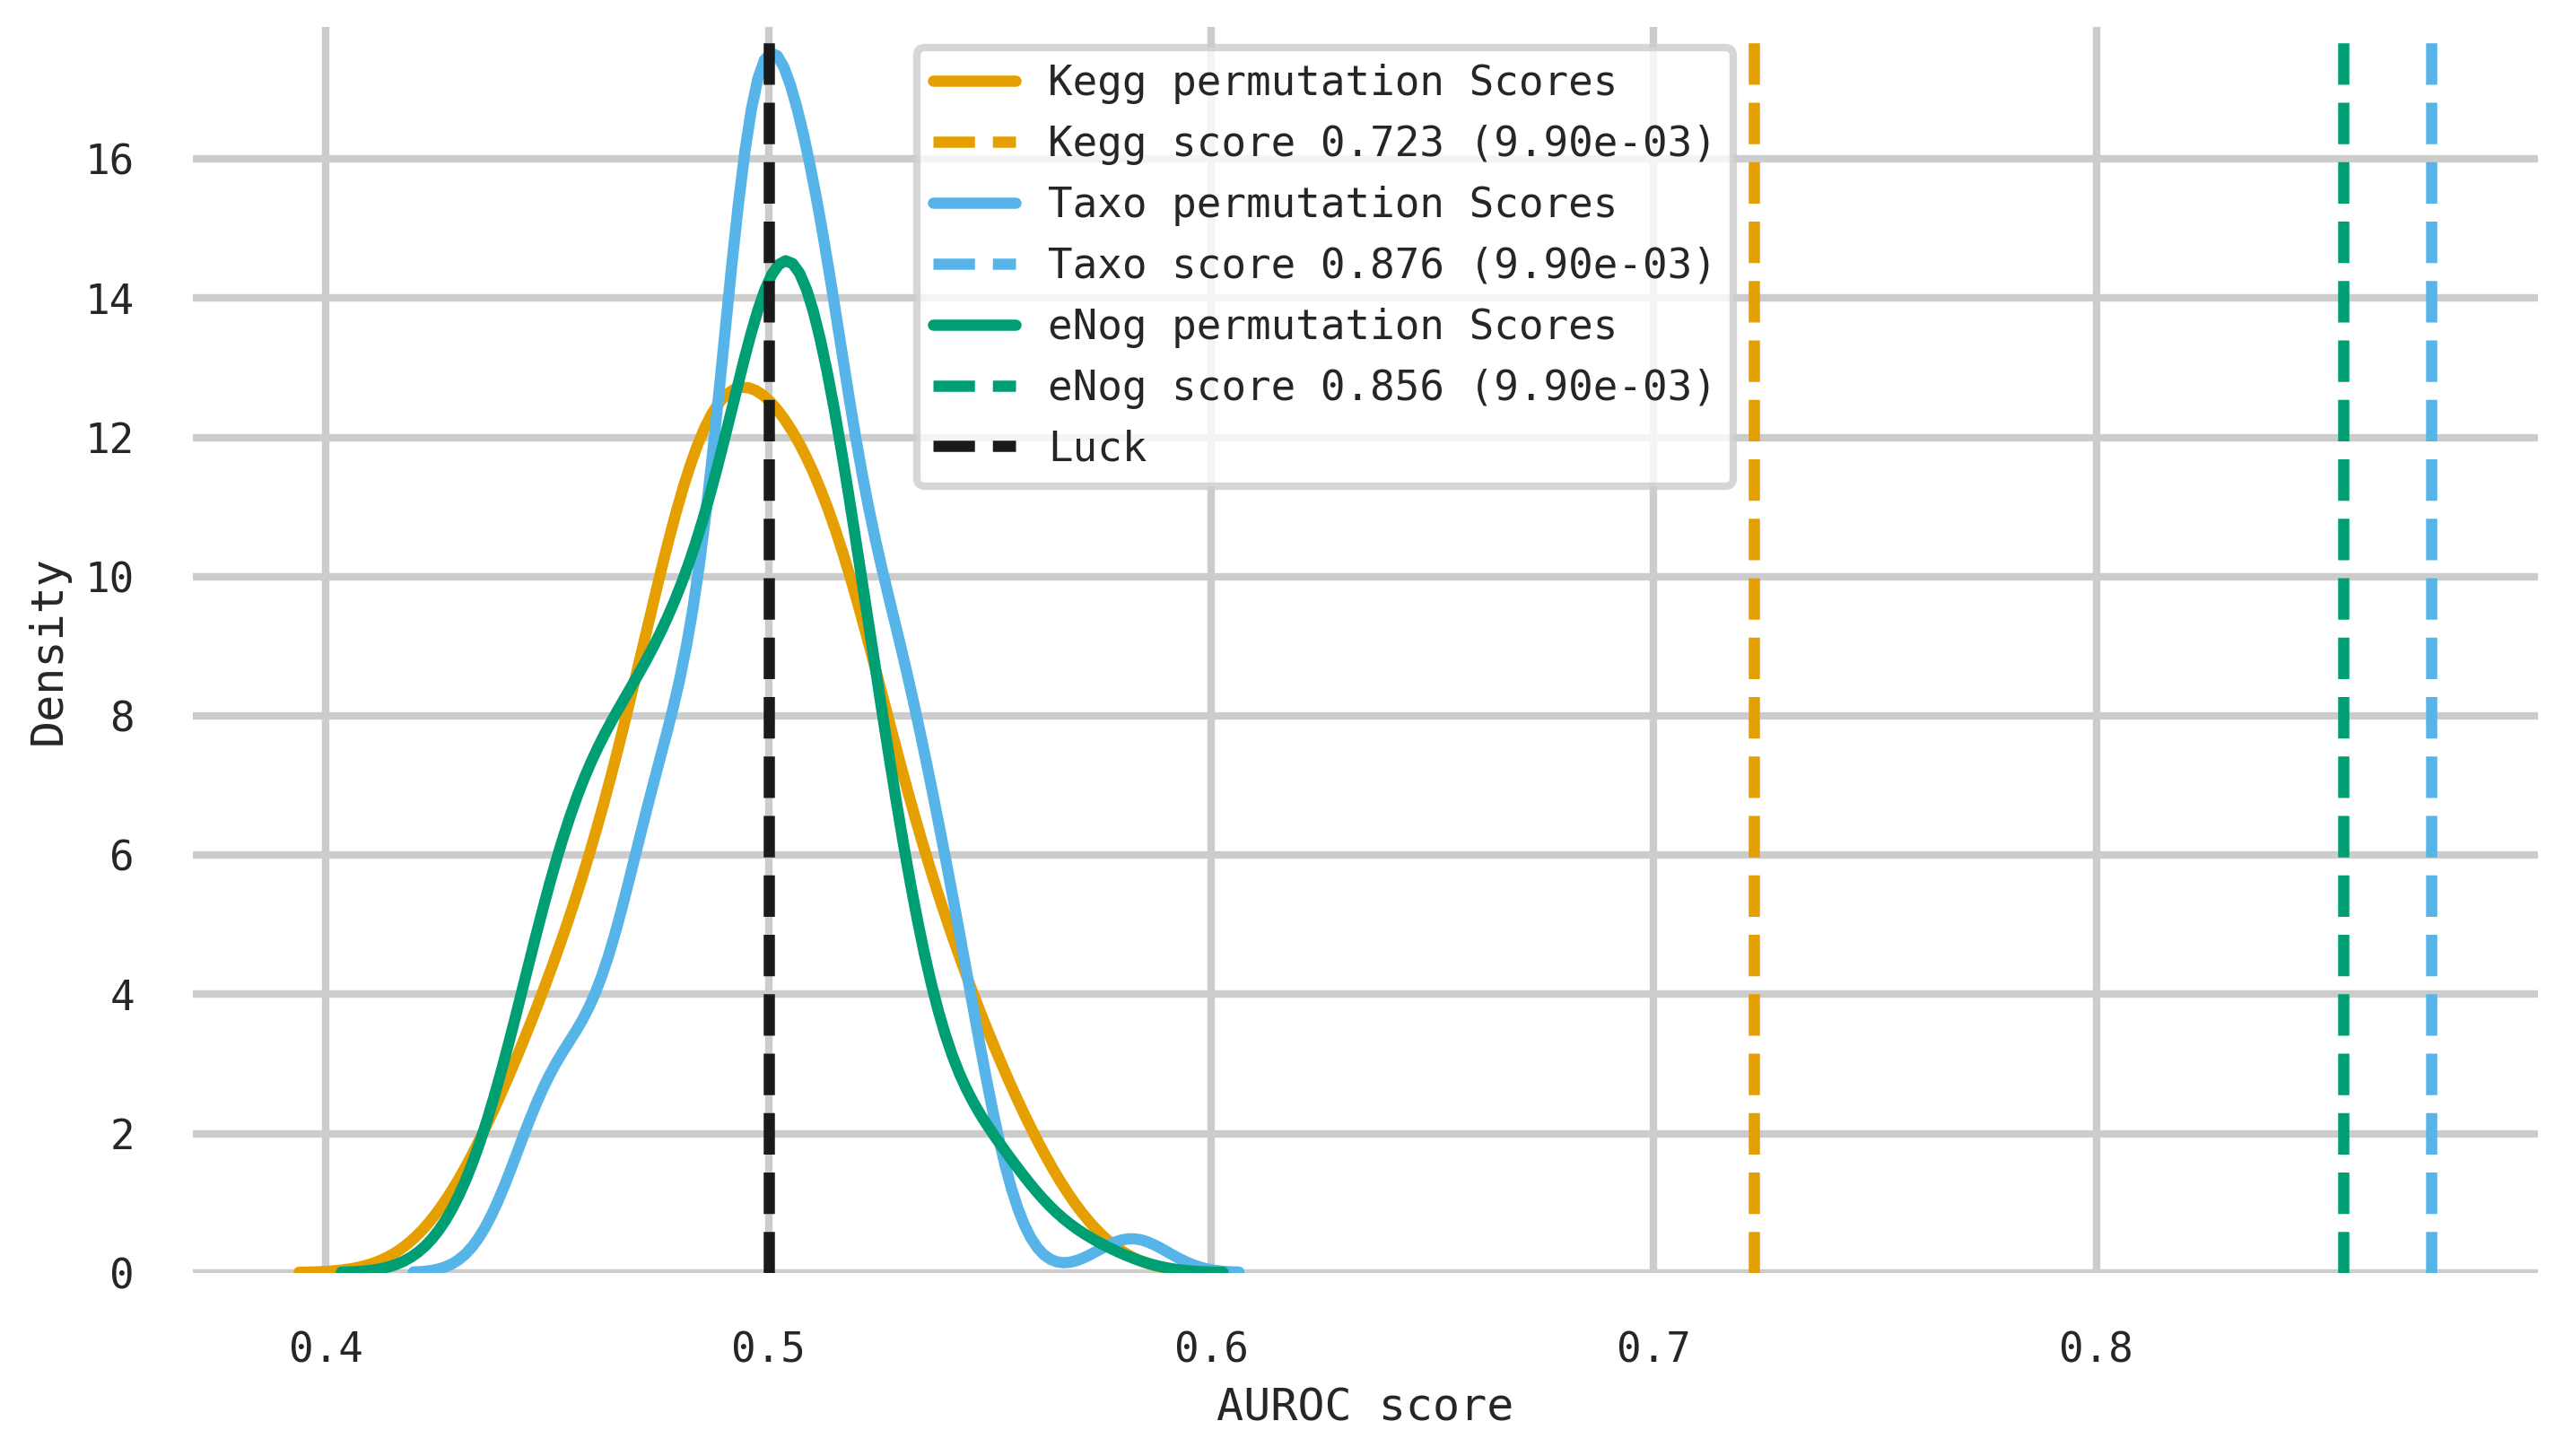 Kegg permutation Scores
Kegg score 0.723 (9.90e-03)
Taxo permutation Scores
Taxo score 0.876 (9.90e-03)
eNog permutation Scores
eNog score 0.856 (9.90e-03)
Luck
16
14
12
10
8
6
4
2
0
Density
0.4 0.5 0.6 0.7 0.8
AUROC score